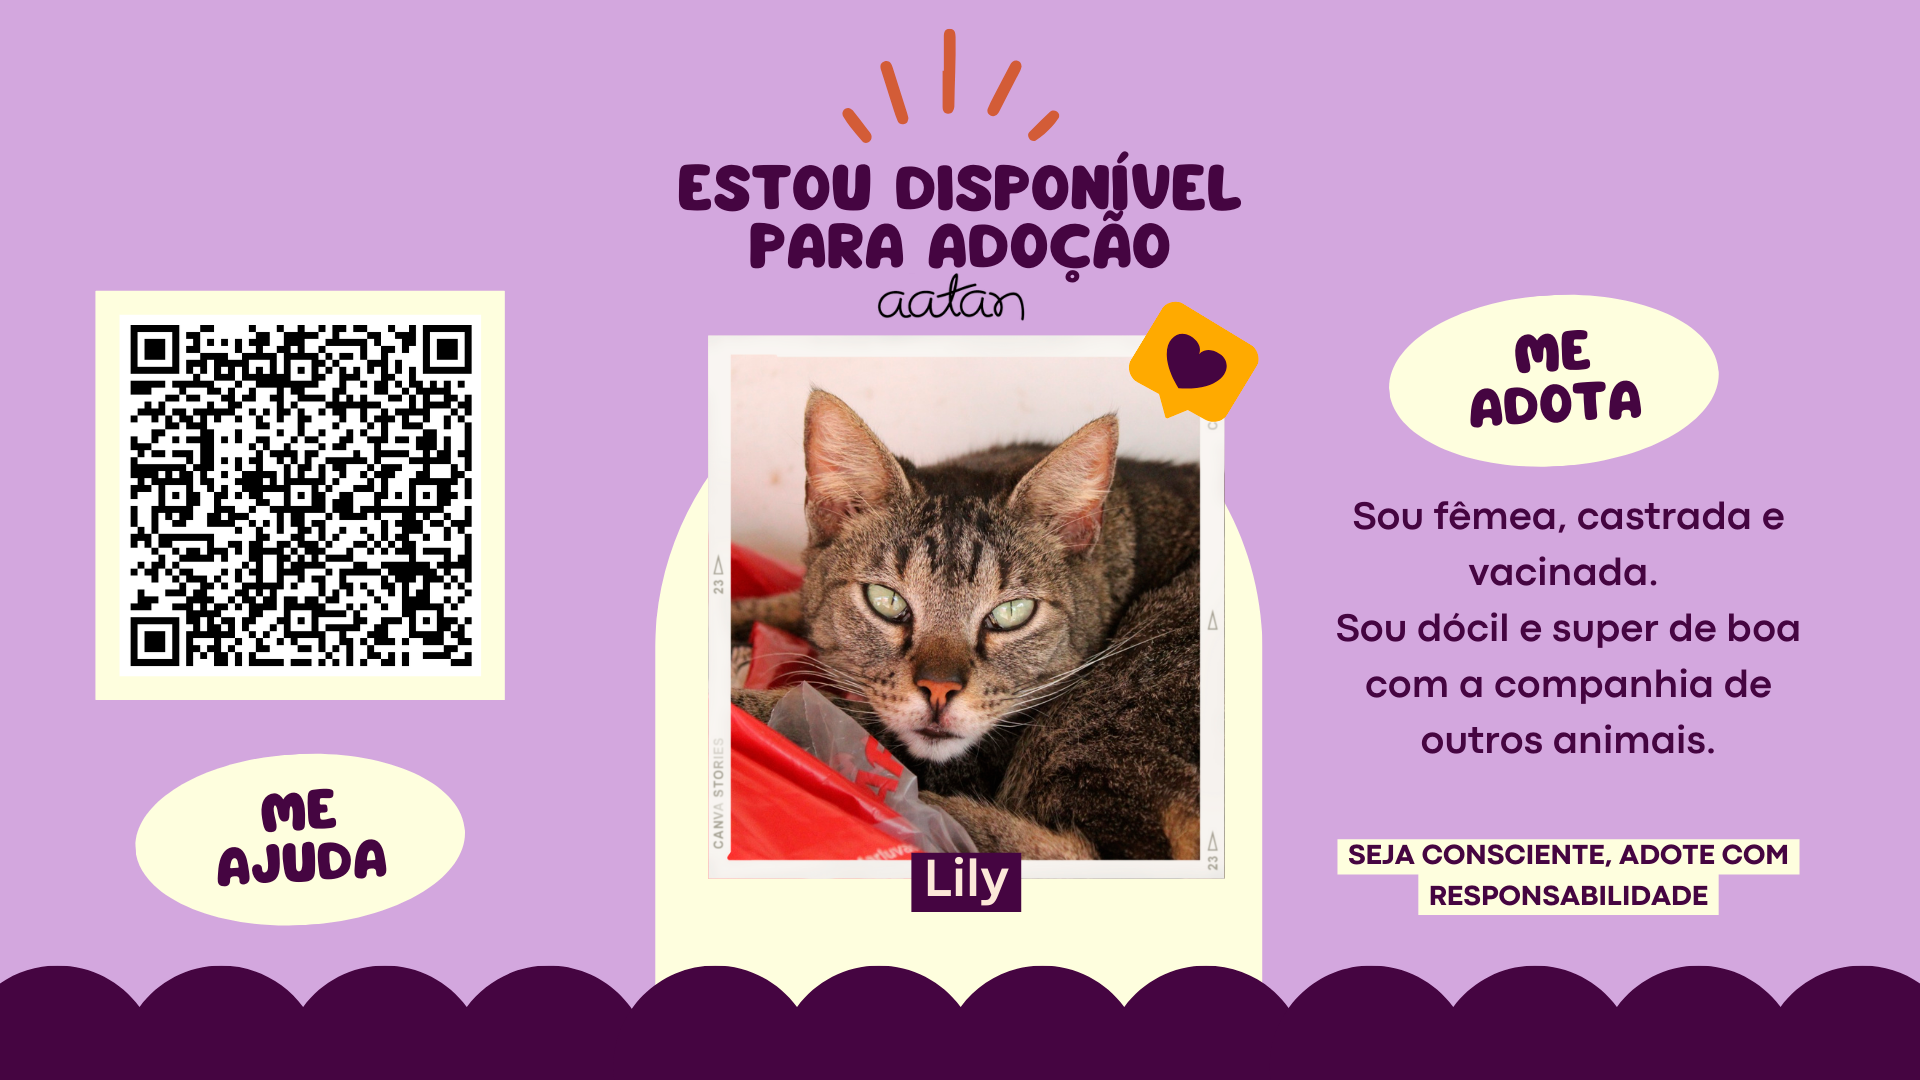 ESTOU DISPONÍVEL
PARA ADOÇÃO
aatan
ME
AJUDA
23
CANVA STORIES
23
Lily
ME
ADOTA
Sou fêmea, castrada e
vacinada.
Sou dócil e super de boa
com a companhia de
outros animais.
SEJA CONSCIENTE, ADOTE COM
RESPONSABILIDADE